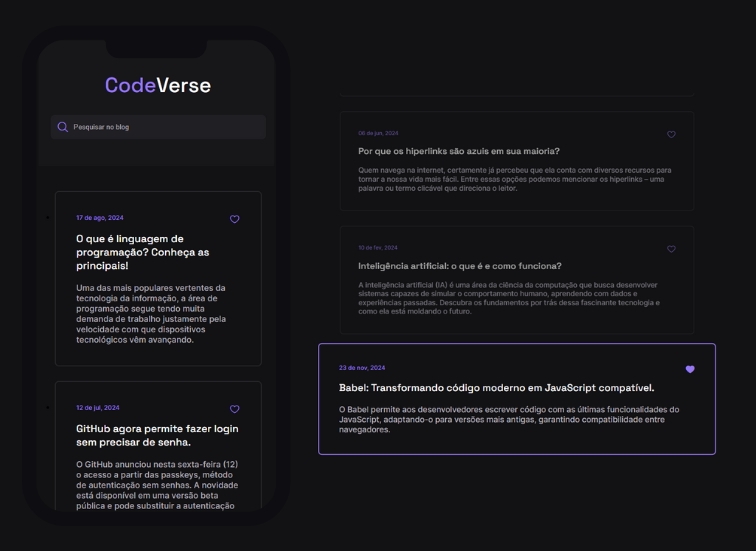 CodeVerse
Pesquisar no blog
17 de ago, 2024
O que é linguagem de
programação? Conheça as
principais!
Uma das mais populares vertentes da
tecnologia da informação, a área de
programação segue tendo muita
demanda de trabalho justamente pela
velocidade com que dispositivos
tecnológicos vêm avançando.
12 de jul, 2024
GitHub agora permite fazer login
sem precisar de senha.
O GitHub anunciou nesta sexta-feira (12)
o acesso a partir das passkeys, método
de autenticação sem senhas. A novidade
está disponível em uma versão beta
pública e pode substituir a autenticação
08 de jun, 2024
Por que os hiperlinks são azuis em sua maioria?
Quem navega na internet, certamente já percebeu que ela conta com diversos recursos para
tornar a nossa vida mais fácil. Entre essas opções podemos mencionar os hiperlinks – uma
palavra ou termo clicável que direciona o leitor.
10 de fev, 2024
Inteligência artificial: o que é e como funciona?
A inteligência artificial (IA) é uma área da ciência da computação que busca desenvolver
sistemas capazes de simular o comportamento humano, aprendendo com dados e
experiências passadas. Descubra os fundamentos por trás dessa fascinante tecnologia e
como ela está moldando o futuro.
23 de nov, 2024
Babel: Transformando código moderno em JavaScript compatível.
O Babel permite aos desenvolvedores escrever código com as últimas funcionalidades do
JavaScript, adaptando-o para versões mais antigas, garantindo compatibilidade entre
navegadores.